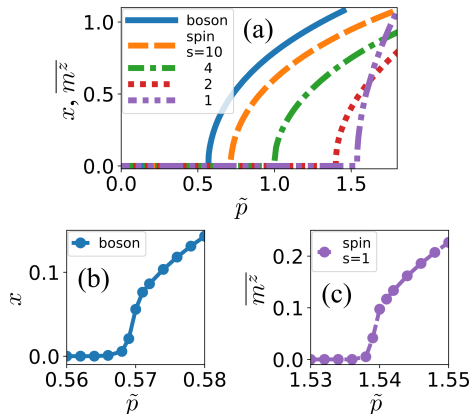 x, m^z
1.0
0.5
0.0
boson
spin
s=10
4
2
1
(a)
0.0 0.5 1.0 1.5
p̃
x
0.1
0.0
boson
(b)
0.56 0.57 0.58
p̃
m^z
0.2
0.1
0.0
spin
s=1
(c)
1.53 1.54 1.55
p̃